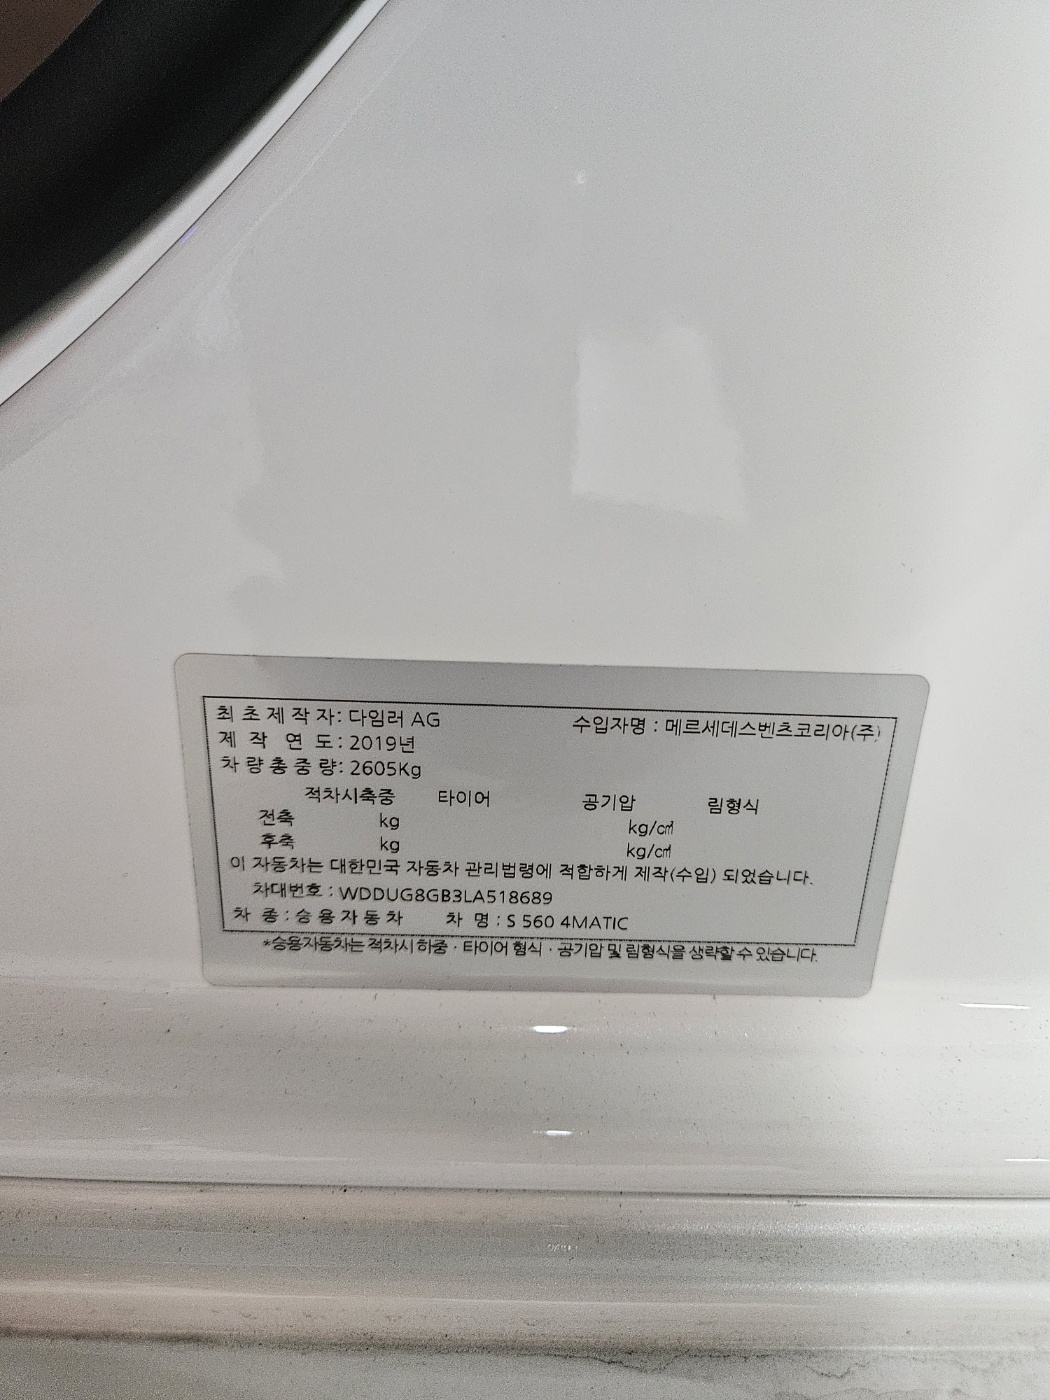 최초제작자: 다임러 AG 수입자명 : 메르세데스벤츠코리아(주)
제 작 연 도: 2019년
차량총중량: 2605Kg
적차시축중 타이어 공기압 림형식
전축 kg kg/㎠
후축 kg kg/㎠
이 자동차는 대한민국 자동차 관리법령에 적합하게 제작(수입) 되었습니다.
차대번호 : WDDUG8GB3LA518689
차 종 : 승용자동차 차 명 : S 560 4MATIC
*승용자동차는 적차시 하중 · 타이어 형식 · 공기압 및 림형식을 생략할 수 있습니다.